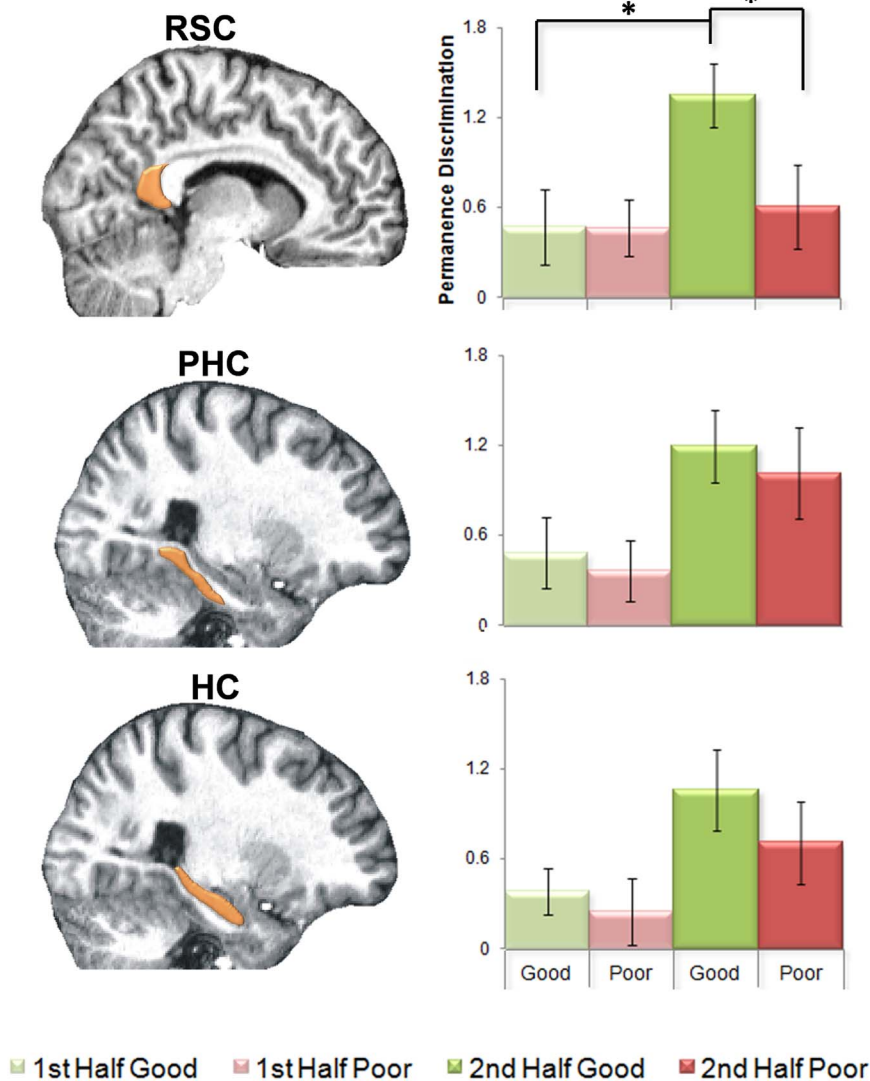 RSC
*
*
Permanence Discrimination
1.8
1.2
0.6
0
PHC
1.8
1.2
0.6
0
HC
1.8
1.2
0.6
0
Good Poor Good Poor
1st Half Good 1st Half Poor 2nd Half Good 2nd Half Poor